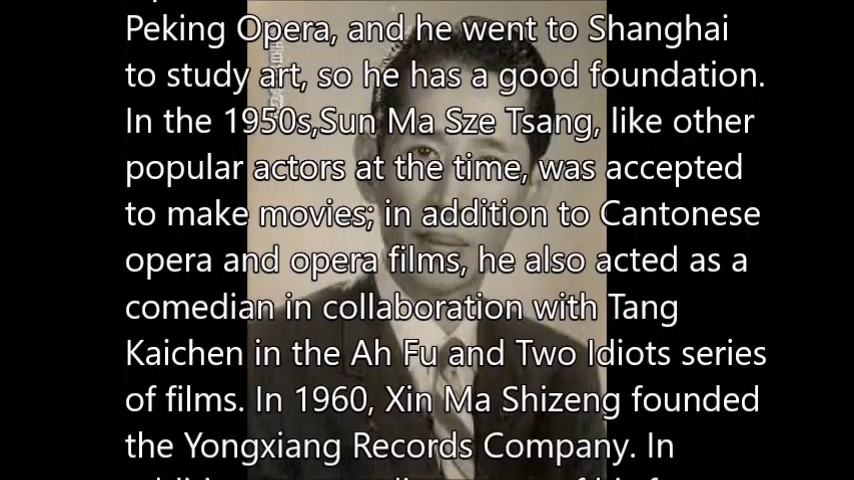 Peking Opera, and he went to Shanghai
to study art, so he has a good foundation.
In the 1950s,Sun Ma Sze Tsang, like other
popular actors at the time, was accepted
to make movies; in addition to Cantonese
opera and opera films, he also acted as a
comedian in collaboration with Tang
Kaichen in the Ah Fu and Two Idiots series
of films. In 1960, Xin Ma Shizeng founded
the Yongxiang Records Company. In